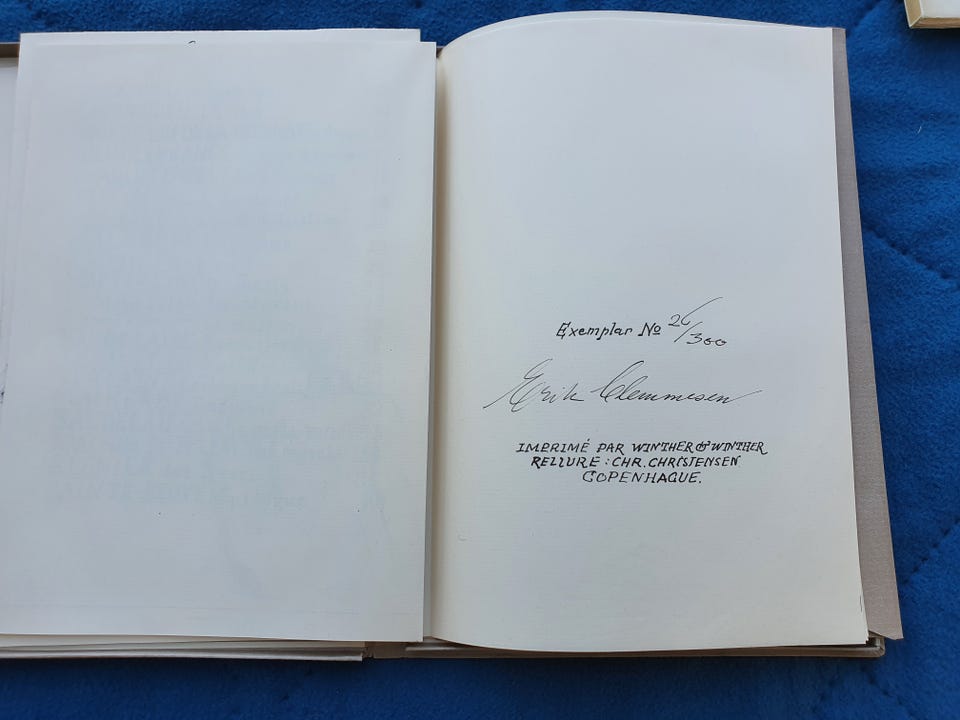 Exemplar No 26/300
Erik Clemmesen
IMPRIMÉ PAR WINTHER & WINTHER
RELIURE : CHR. CHRISTENSEN
COPENHAGUE.